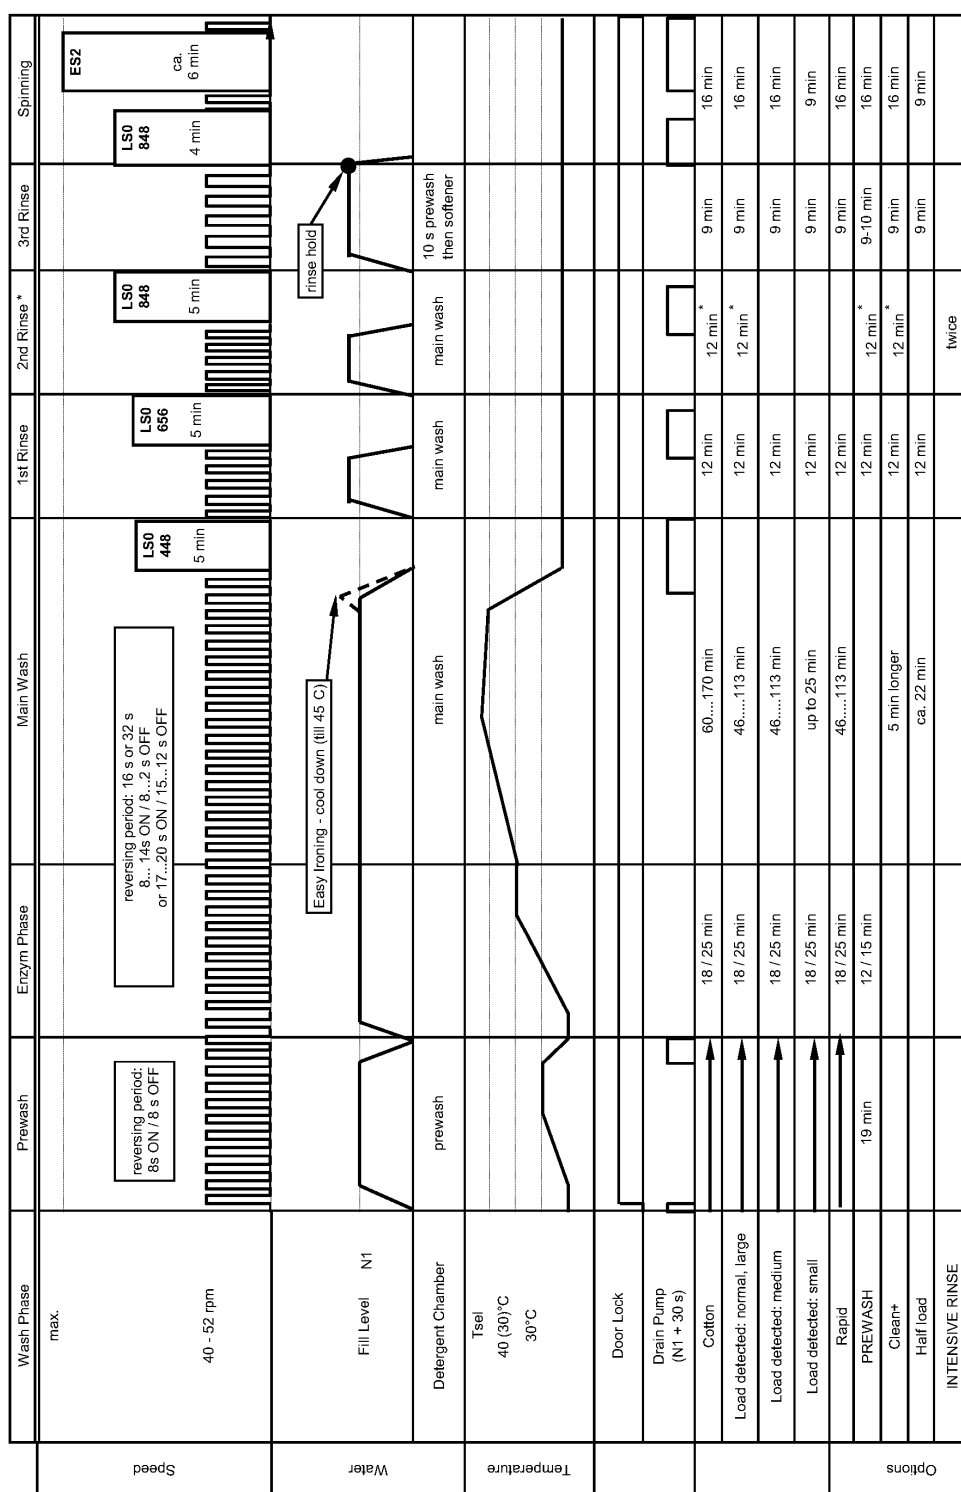 Wash Phase
Prewash
Enzym Phase
Main Wash
1st Rinse
2nd Rinse *
3rd Rinse
Spinning
Speed
max.
40 - 52 rpm
reversing period:
8s ON / 8 s OFF
reversing period: 16 s or 32 s
8... 14s ON / 8...2 s OFF
or 17...20 s ON / 15...12 s OFF
LS0
448
5 min
LS0
656
5 min
LS0
848
5 min
LS0
848
4 min
ES2
ca.
6 min
Water
Fill Level
N1
Easy Ironing - cool down (till 45 C)
rinse hold
Detergent Chamber
prewash
main wash
main wash
main wash
10 s prewash
then softener
Temperature
Tsel
40 (30)°C
30°C
Door Lock
Drain Pump
(N1 + 30 s)
Cotton
18 / 25 min
60....170 min
12 min
12 min *
9 min
16 min
Load detected: normal, large
18 / 25 min
46.....113 min
12 min
12 min *
9 min
16 min
Load detected: medium
18 / 25 min
46.....113 min
12 min
9 min
16 min
Load detected: small
18 / 25 min
up to 25 min
12 min
9 min
9 min
Options
Rapid
18 / 25 min
46.....113 min
12 min
9 min
16 min
PREWASH
19 min
12 / 15 min
12 min
12 min *
9-10 min
16 min
Clean+
5 min longer
12 min
12 min *
9 min
16 min
Half load
ca. 22 min
12 min
9 min
9 min
INTENSIVE RINSE
twice